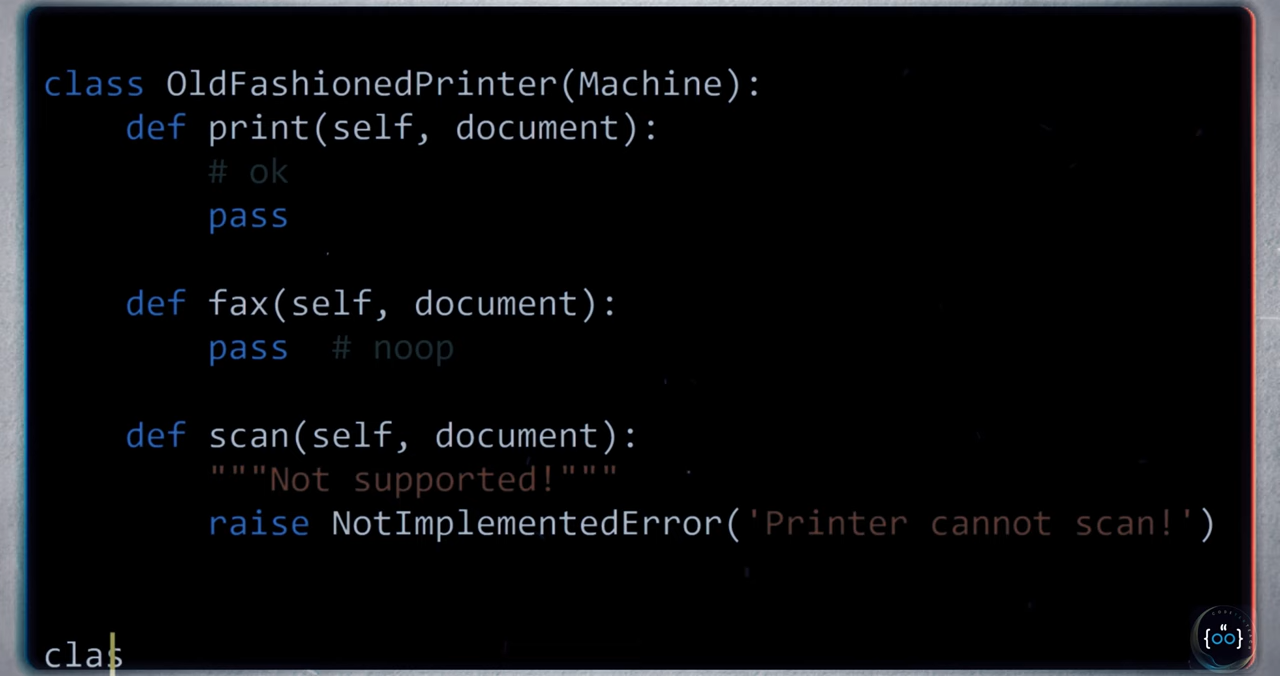 class OldFashionedPrinter(Machine):
    def print(self, document):
        # ok
        pass
    def fax(self, document):
        pass  # noop
    def scan(self, document):
        """Not supported!"""
        raise NotImplementedError('Printer cannot scan!')
clas
{oo}